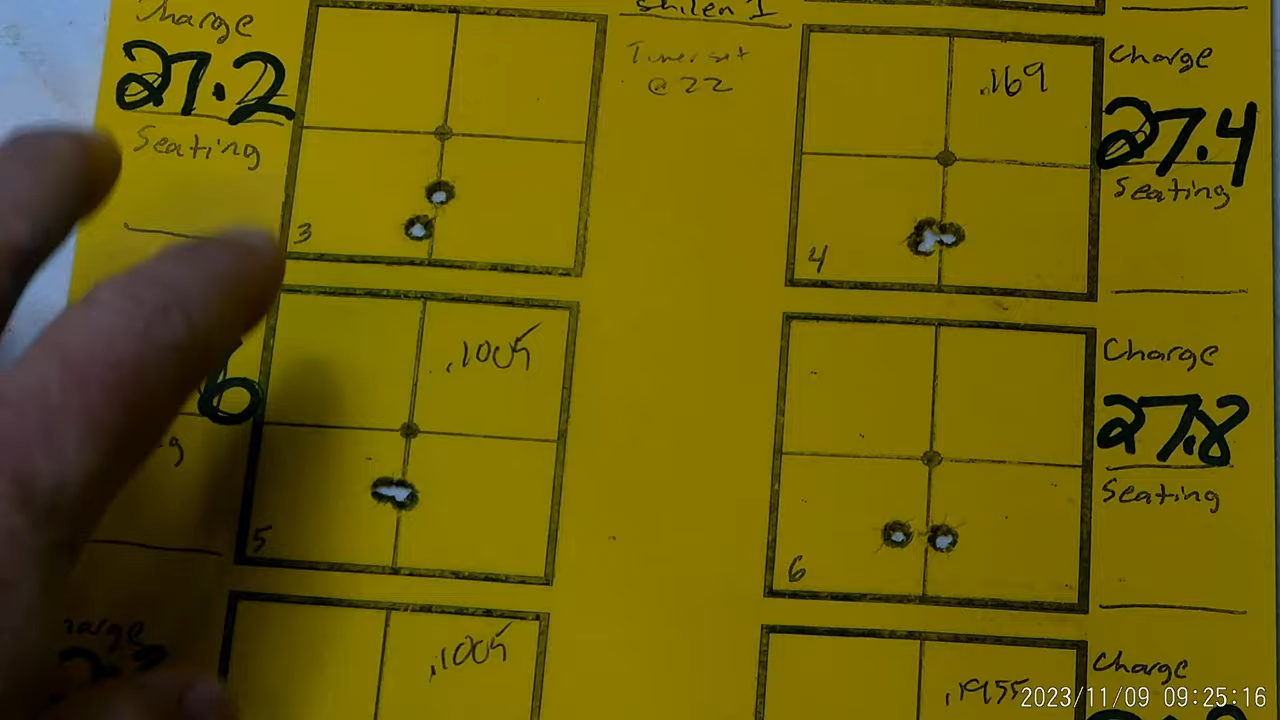 Charge
27.2
Seating
3
Shilen 1
Tuner set
@ 22
.169
4
Charge
27.4
Seating
6
g
.1005
5
6
Charge
27.8
Seating
.1005
.1955
Charge
2023/11/09 09:25:16